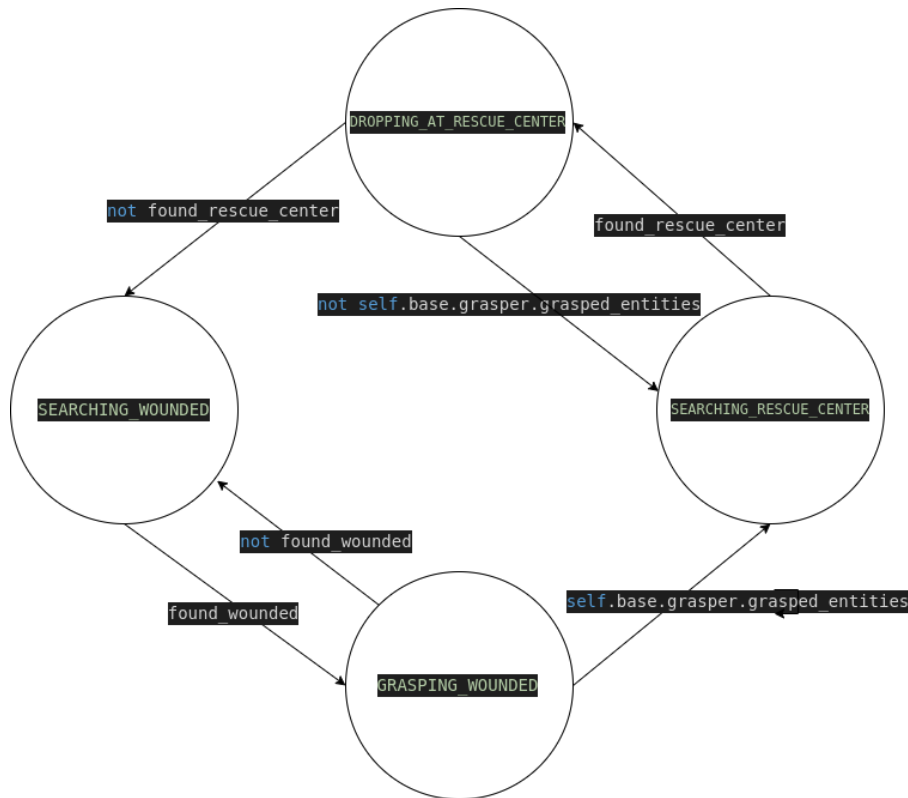 DROPPING_AT_RESCUE_CENTER
not found_rescue_center
found_rescue_center
not self.base.grasper.grasped_entities
SEARCHING_WOUNDED
SEARCHING_RESCUE_CENTER
not found_wounded
found_wounded
self.base.grasper.grasped_entities
GRASPING_WOUNDED